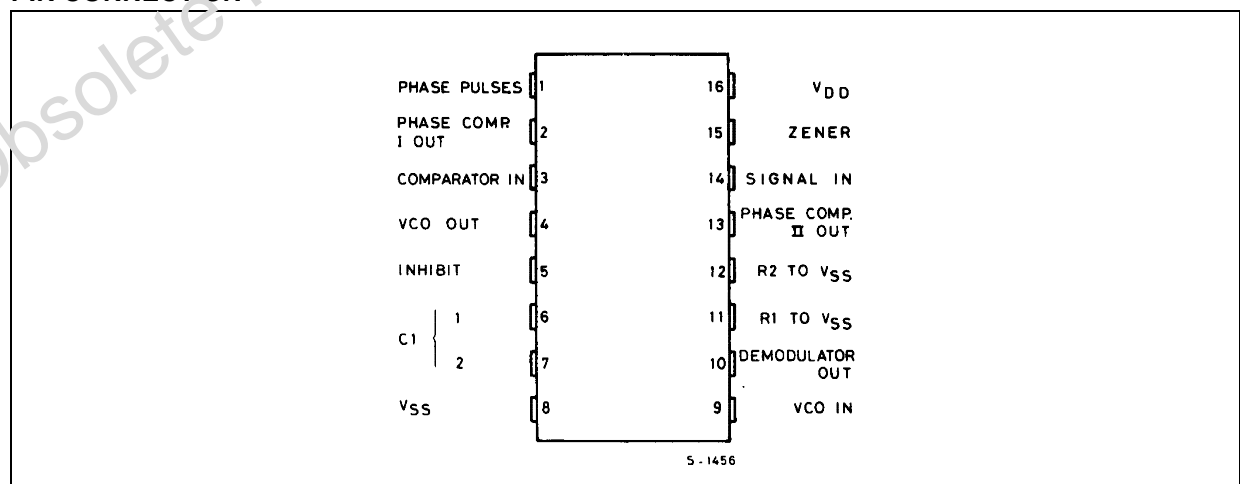 obsolete
PHASE PULSES 1
PHASE COMP.
I OUT 2
COMPARATOR IN 3
VCO OUT 4
INHIBIT 5
C1 1 6
2 7
VSS 8
16 VDD
15 ZENER
14 SIGNAL IN
13 PHASE COMP.
II OUT
12 R2 TO VSS
11 R1 TO VSS
10 DEMODULATOR
OUT
9 VCO IN
S-1456